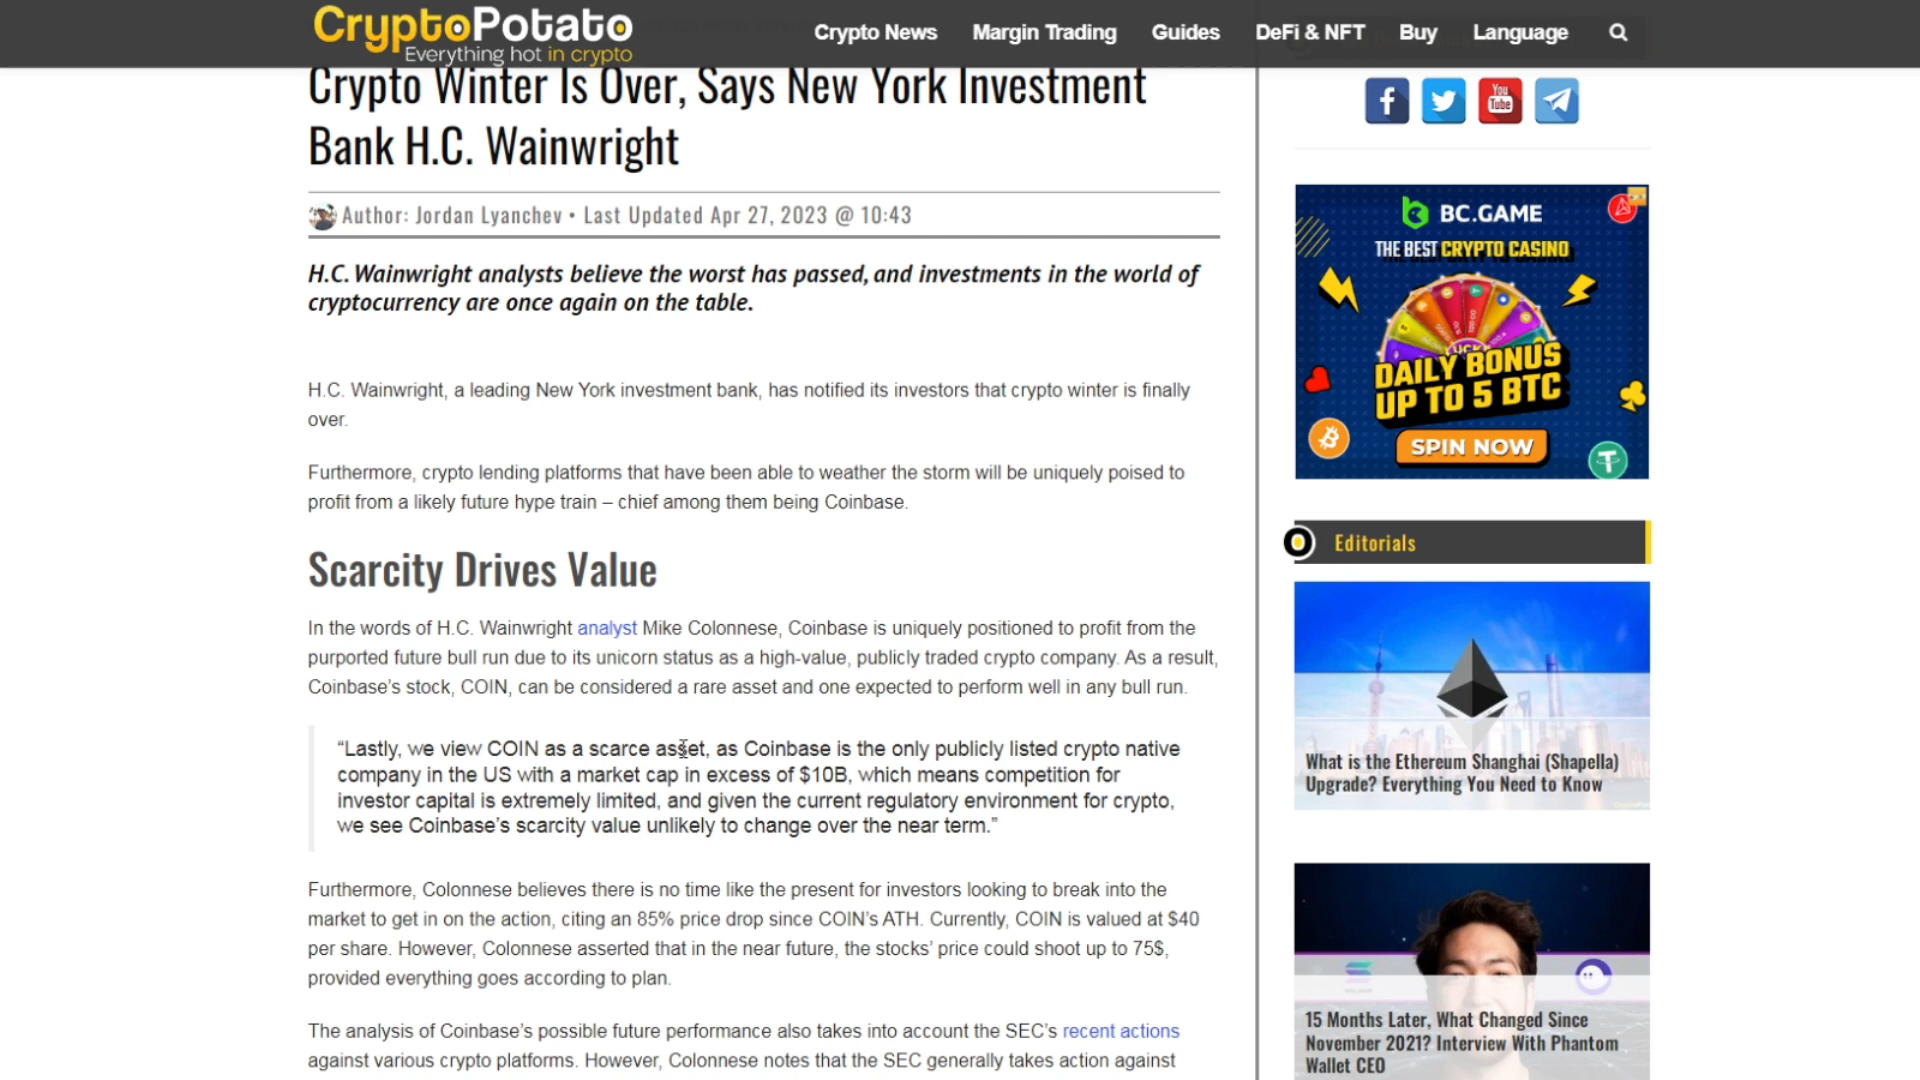 CryptoPotato
Everything hot in crypto
Crypto News
Margin Trading
Guides
DeFi & NFT
Buy
Language
Crypto Winter Is Over, Says New York Investment
Bank H.C. Wainwright
Author: Jordan Lyanchev • Last Updated Apr 27, 2023 @ 10:43
H.C. Wainwright analysts believe the worst has passed, and investments in the world of
cryptocurrency are once again on the table.
H.C. Wainwright, a leading New York investment bank, has notified its investors that crypto winter is finally
over.
Furthermore, crypto lending platforms that have been able to weather the storm will be uniquely poised to
profit from a likely future hype train – chief among them being Coinbase.
Scarcity Drives Value
In the words of H.C. Wainwright analyst Mike Colonnese, Coinbase is uniquely positioned to profit from the
purported future bull run due to its unicorn status as a high-value, publicly traded crypto company. As a result,
Coinbase's stock, COIN, can be considered a rare asset and one expected to perform well in any bull run.
“Lastly, we view COIN as a scarce asset, as Coinbase is the only publicly listed crypto native
company in the US with a market cap in excess of $10B, which means competition for
investor capital is extremely limited, and given the current regulatory environment for crypto,
we see Coinbase's scarcity value unlikely to change over the near term.”
Furthermore, Colonnese believes there is no time like the present for investors looking to break into the
market to get in on the action, citing an 85% price drop since COIN's ATH. Currently, COIN is valued at $40
per share. However, Colonnese asserted that in the near future, the stocks' price could shoot up to 75$,
provided everything goes according to plan.
The analysis of Coinbase's possible future performance also takes into account the SEC's recent actions
against various crypto platforms. However, Colonnese notes that the SEC generally takes action against
You
Tube
BC.GAME
THE BEST CRYPTO CASINO
DAILY BONUS
UP TO 5 BTC
SPIN NOW
Editorials
What is the Ethereum Shanghai (Shapella)
Upgrade? Everything You Need to Know
15 Months Later, What Changed Since
November 2021? Interview With Phantom
Wallet CEO